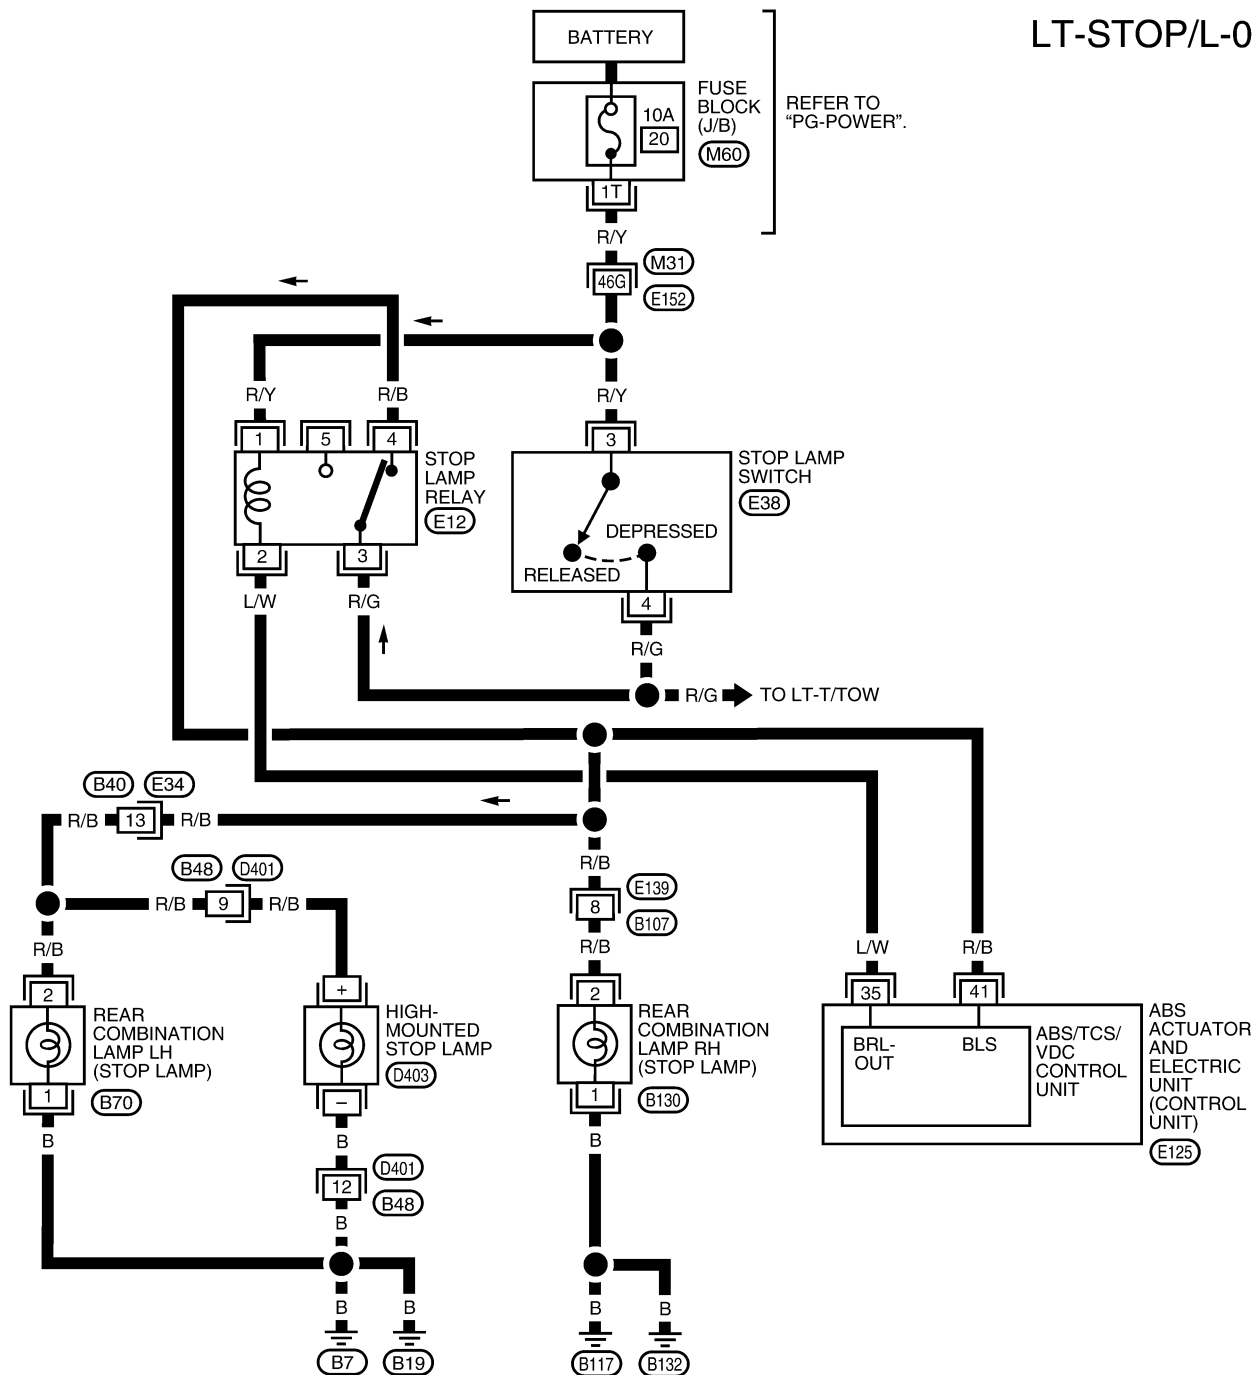 LT-STOP/L-0
BATTERY
FUSE
BLOCK
(J/B)
M60
10A
20
REFER TO
“PG-POWER”.
1T
R/Y
46G
M31
E152
R/Y
R/B
R/Y
1
5
4
3
STOP
LAMP
RELAY
E12
STOP LAMP
SWITCH
E38
DEPRESSED
RELEASED
2
3
4
L/W
R/G
R/G
R/G
TO LT-T/TOW
B40
E34
R/B
13
R/B
B48
D401
R/B
9
R/B
R/B
E139
8
B107
R/B
R/B
L/W
R/B
2
+
2
35
41
REAR
COMBINATION
LAMP LH
(STOP LAMP)
B70
HIGH-
MOUNTED
STOP LAMP
D403
REAR
COMBINATION
LAMP RH
(STOP LAMP)
B130
BRL-
OUT
BLS
ABS/TCS/
VDC
CONTROL
UNIT
ABS
ACTUATOR
AND
ELECTRIC
UNIT
(CONTROL
UNIT)
E125
1
–
1
B
B
B
12
D401
B48
B
B
B
B
B
B7
B19
B117
B132